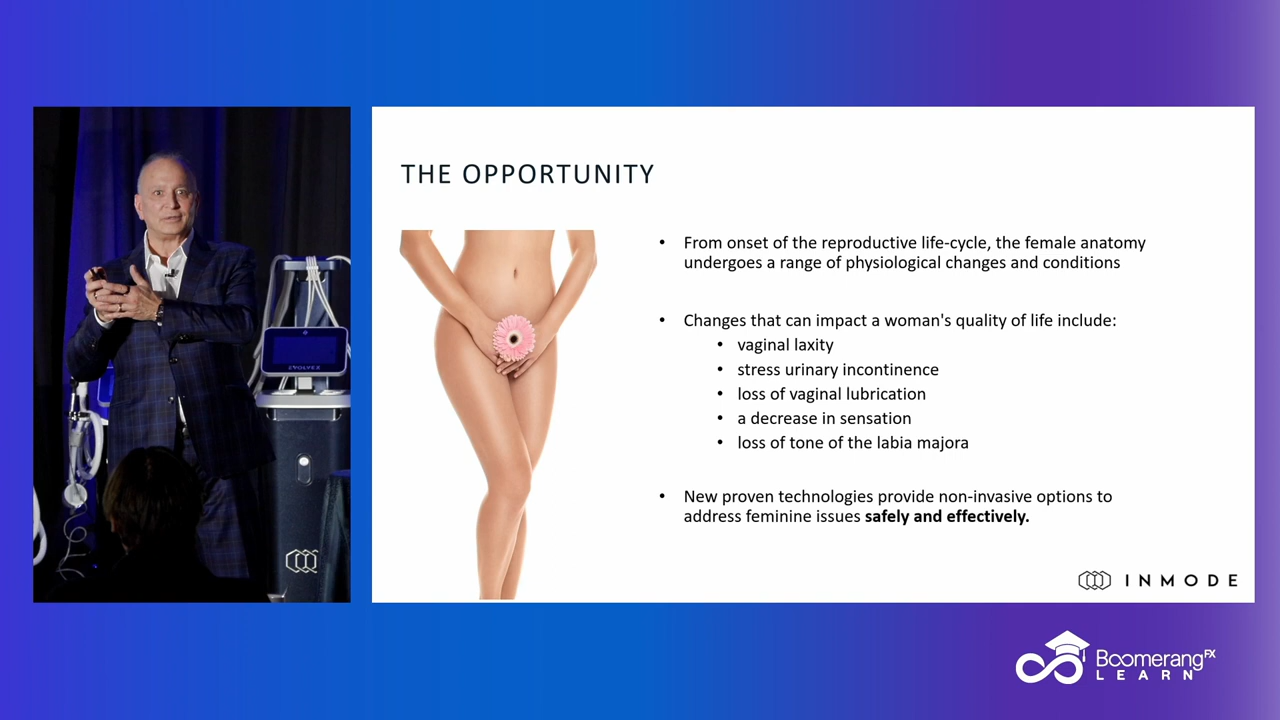 THE OPPORTUNITY
• From onset of the reproductive life-cycle, the female anatomy
undergoes a range of physiological changes and conditions
• Changes that can impact a woman's quality of life include:
• vaginal laxity
• stress urinary incontinence
• loss of vaginal lubrication
• a decrease in sensation
• loss of tone of the labia majora
• New proven technologies provide non-invasive options to
address feminine issues safely and effectively.
INMODE
EVOLVEX
BoomerangFX
LEARN